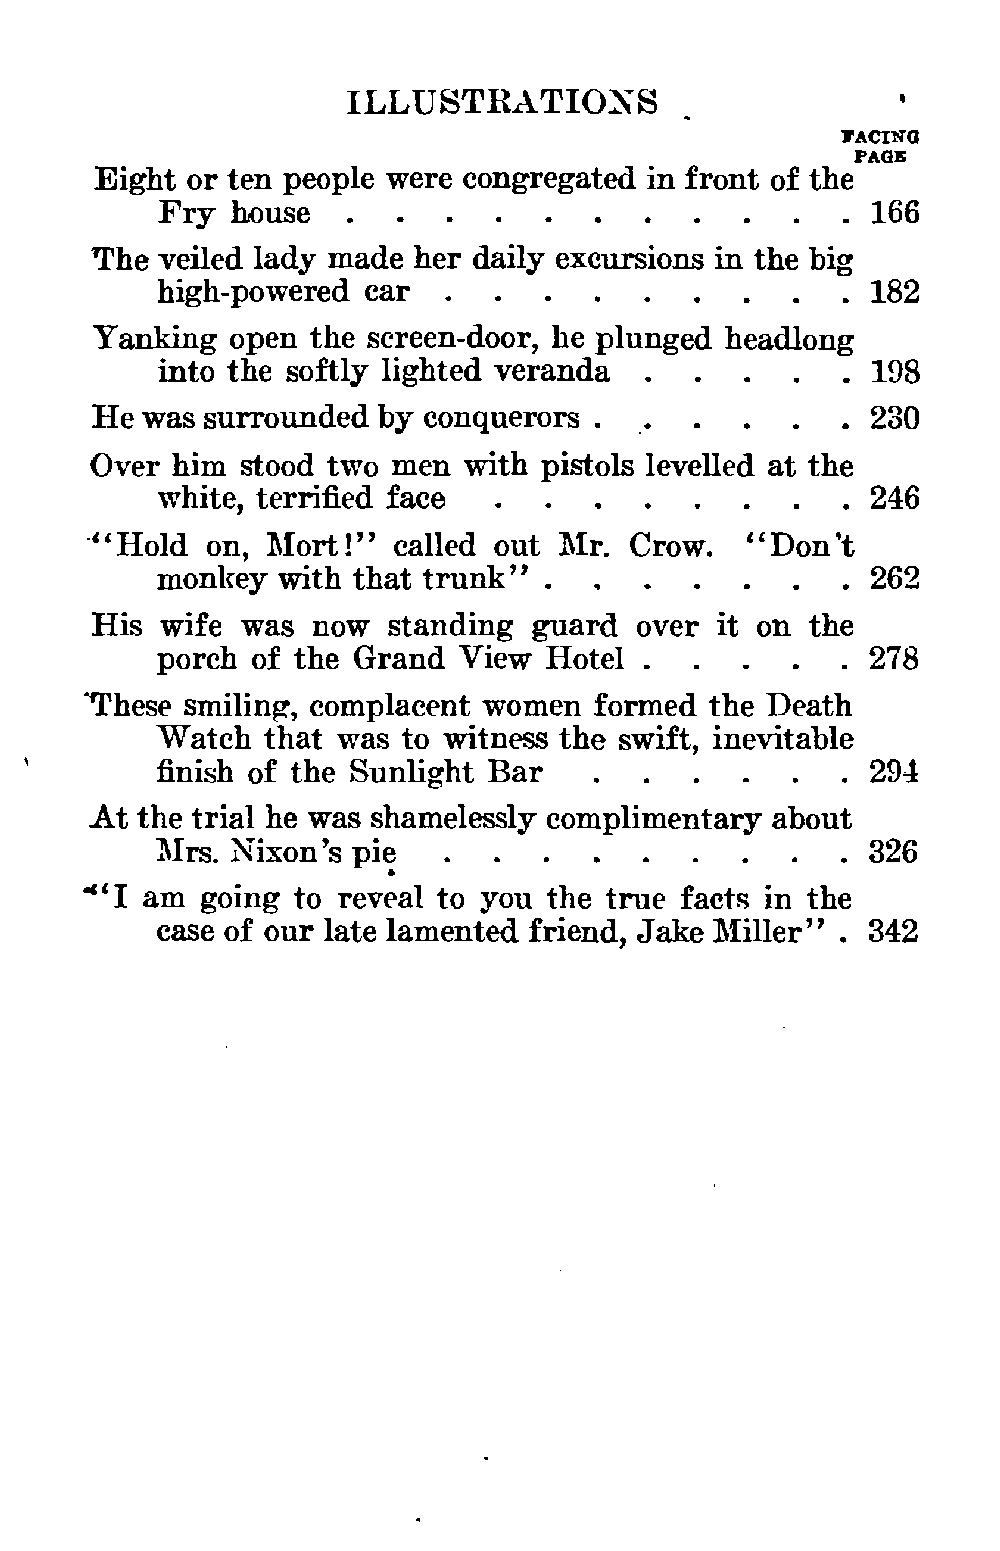 ILLUSTRATIONS
FACING
PAGE
Eight or ten people were congregated in front of the
Fry house . . . . . . . . . . . 166
The veiled lady made her daily excursions in the big
high-powered car . . . . . . . . . 182
Yanking open the screen-door, he plunged headlong
into the softly lighted veranda . . . . . 198
He was surrounded by conquerors . . . . . . 230
Over him stood two men with pistols levelled at the
white, terrified face . . . . . . . . 246
"Hold on, Mort!" called out Mr. Crow. "Don't
monkey with that trunk" . . . . . . . 262
His wife was now standing guard over it on the
porch of the Grand View Hotel . . . . . 278
These smiling, complacent women formed the Death
Watch that was to witness the swift, inevitable
finish of the Sunlight Bar . . . . . . 294
At the trial he was shamelessly complimentary about
Mrs. Nixon's pie . . . . . . . . . 326
"I am going to reveal to you the true facts in the
case of our late lamented friend, Jake Miller" . 342